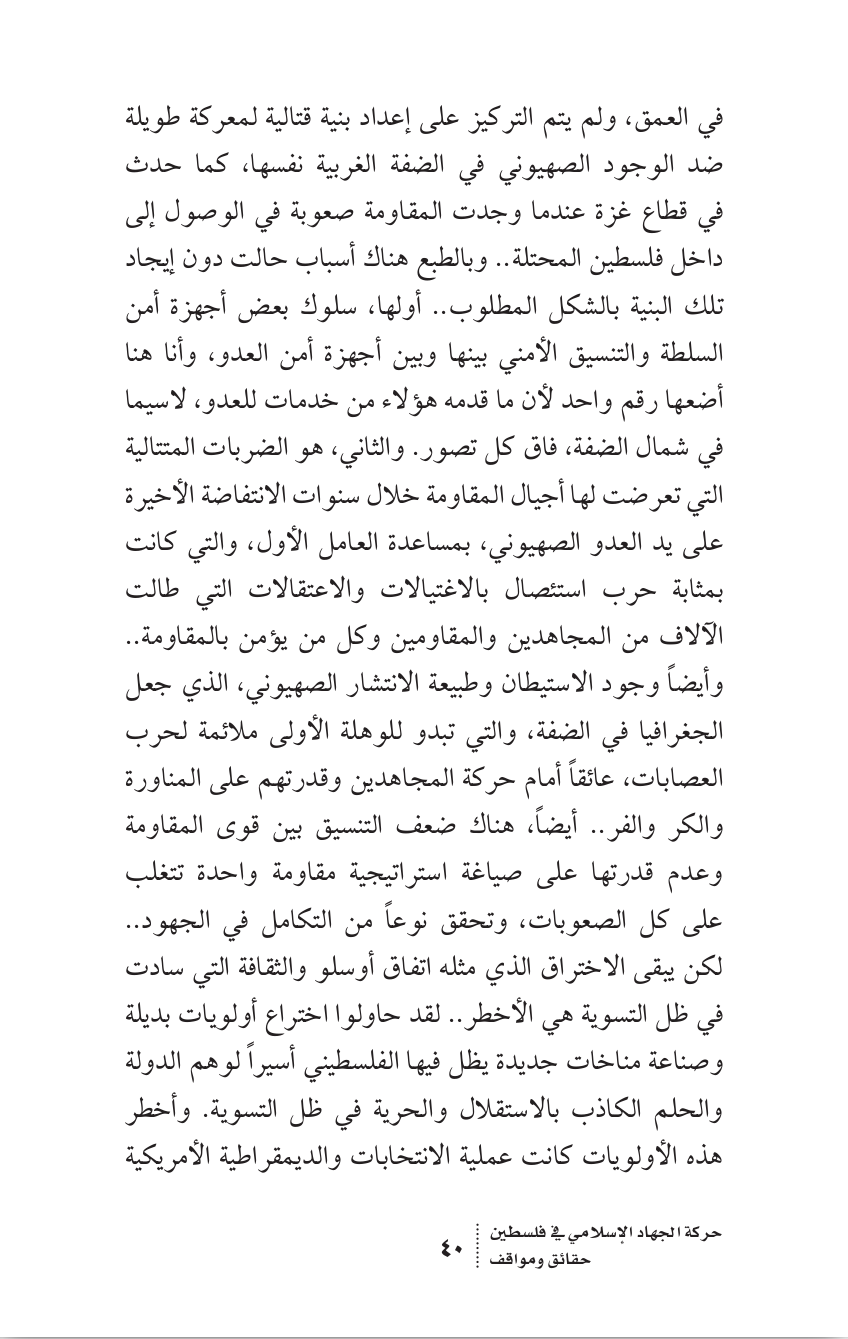 في العمق، ولم يتم التركيز على إعداد بنية قتالية لمعركة طويلة
ضد الوجود الصهيوني في الضفة الغربية نفسها، كما حدث
في قطاع غزة عندما وجدت المقاومة صعوبة في الوصول إلى
داخل فلسطين المحتلة.. وبالطبع هناك أسباب حالت دون إيجاد
تلك البنية بالشكل المطلوب.. أولها، سلوك بعض أجهزة أمن
السلطة والتنسيق الأمني بينها وبين أجهزة أمن العدو، وأنا هنا
أضعها رقم واحد لأن ما قدمه هؤلاء من خدمات للعدو، لاسيما
في شمال الضفة، فاق كل تصور. والثاني، هو الضربات المتتالية
التي تعرضت لها أجيال المقاومة خلال سنوات الانتفاضة الأخيرة
على يد العدو الصهيوني، بمساعدة العامل الأول، والتي كانت
بمثابة حرب استئصال بالاغتيالات والاعتقالات التي طالت
الآلاف من المجاهدين والمقاومين وكل من يؤمن بالمقاومة..
وأيضاً وجود الاستيطان وطبيعة الانتشار الصهيوني، الذي جعل
الجغرافيا في الضفة، والتي تبدو للوهلة الأولى ملائمة لحرب
العصابات، عائقاً أمام حركة المجاهدين وقدرتهم على المناورة
والكر والفر.. أيضاً، هناك ضعف التنسيق بين قوى المقاومة
وعدم قدرتها على صياغة استراتيجية مقاومة واحدة تتغلب
على كل الصعوبات، وتحقق نوعاً من التكامل في الجهود..
لكن يبقى الاختراق الذي مثله اتفاق أوسلو والثقافة التي سادت
في ظل التسوية هي الأخطر.. لقد حاولوا اختراع أولويات بديلة
وصناعة مناخات جديدة يظل فيها الفلسطيني أسيراً لوهم الدولة
والحلم الكاذب بالاستقلال والحرية في ظل التسوية. وأخطر
هذه الأولويات كانت عملية الانتخابات والديمقراطية الأمريكية
حركة الجهاد الإسلامي في فلسطين
حقائق ومواقف
٤٠